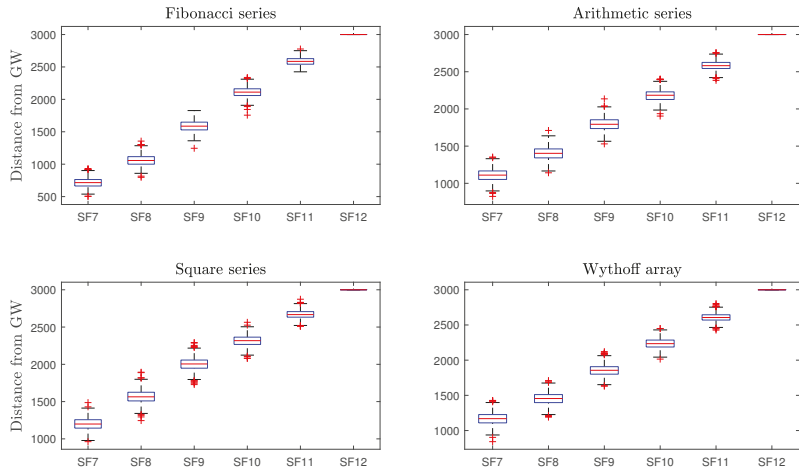 Fibonacci series
Distance from GW
3000
2500
2000
1500
1000
500
SF7 SF8 SF9 SF10 SF11 SF12
Arithmetic series
3000
2500
2000
1500
1000
SF7 SF8 SF9 SF10 SF11 SF12
Square series
Distance from GW
3000
2500
2000
1500
1000
SF7 SF8 SF9 SF10 SF11 SF12
Wythoff array
3000
2500
2000
1500
1000
SF7 SF8 SF9 SF10 SF11 SF12